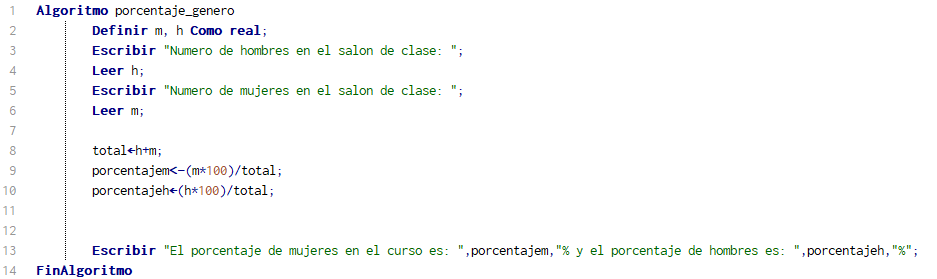 1 Algoritmo porcentaje_genero
2 Definir m, h Como real;
3 Escribir "Numero de hombres en el salon de clase: ";
4 Leer h;
5 Escribir "Numero de mujeres en el salon de clase: ";
6 Leer m;
7
8 total←h+m;
9 porcentajem<-(m*100)/total;
10 porcentajeh←(h*100)/total;
11
12
13 Escribir "El porcentaje de mujeres en el curso es: ",porcentajem,"% y el porcentaje de hombres es: ",porcentajeh,"%";
14 FinAlgoritmo